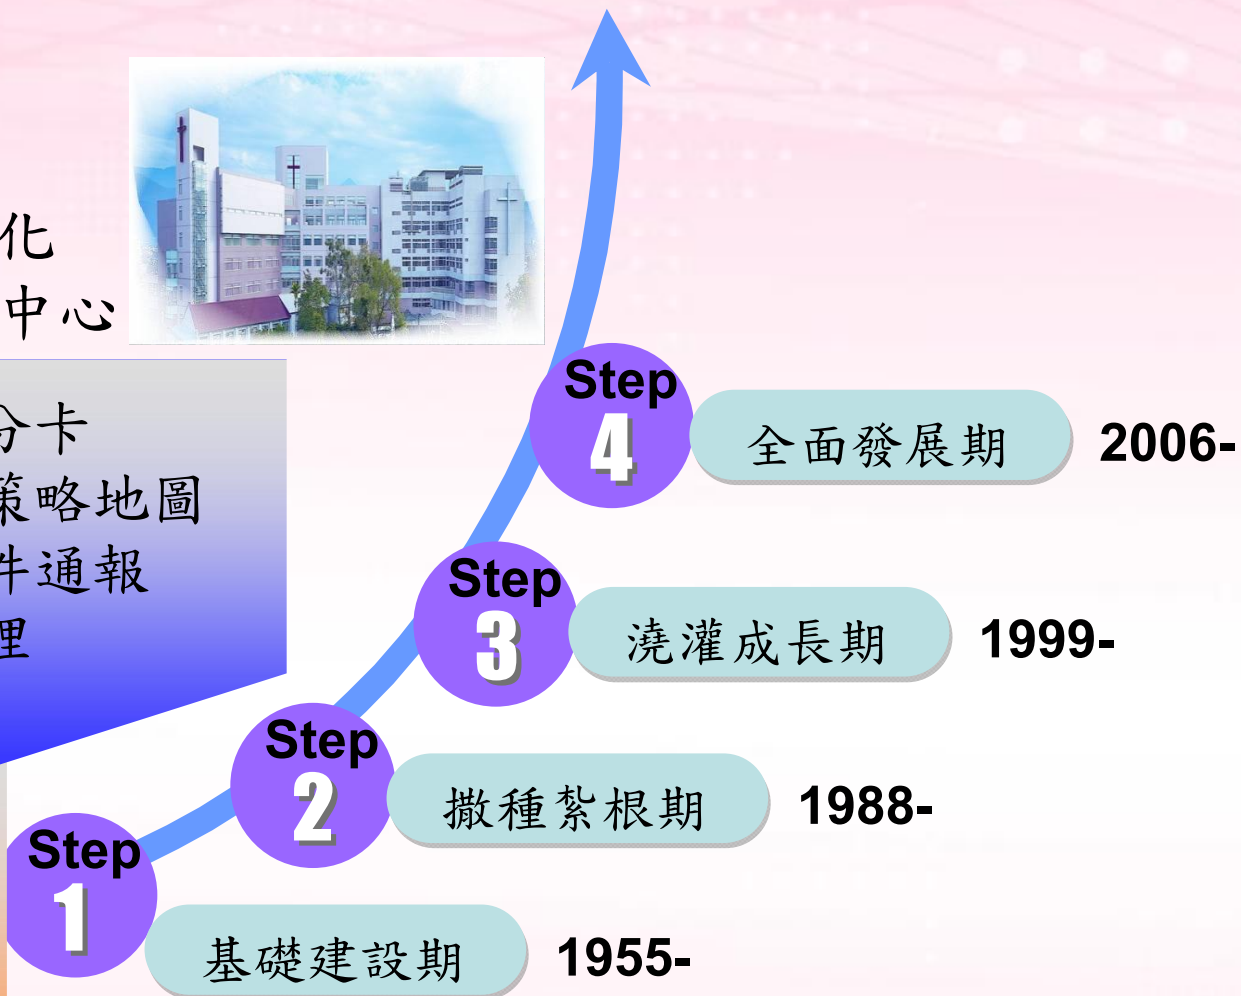 化
中心
分卡
策略地圖
件通報
理
Step
4
全面發展期
2006-
Step
3
澆灌成長期
1999-
Step
2
撒種紮根期
1988-
Step
1
基礎建設期
1955-